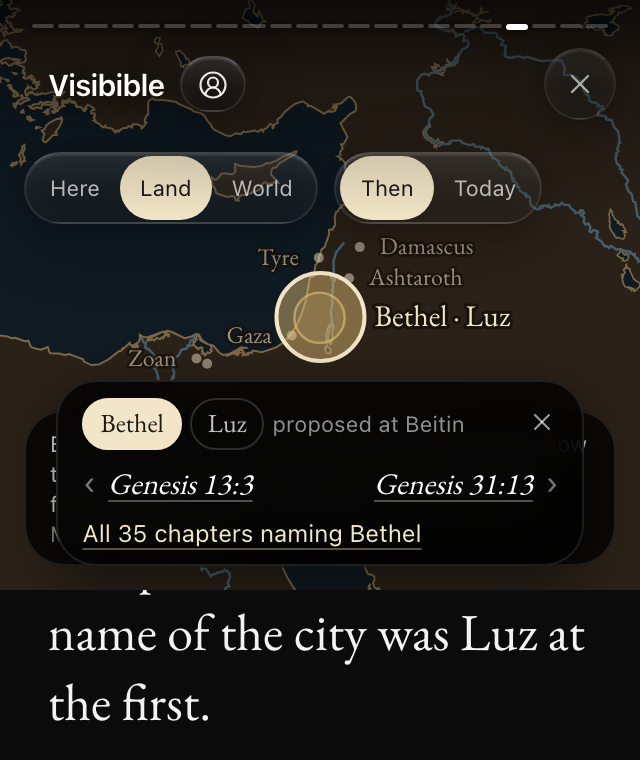 Visibible
Here Land World Then Today
Damascus
Tyre
Ashtaroth
Bethel · Luz
Gaza
Zoan
Bethel Luz proposed at Beitin
‹ Genesis 13:3 Genesis 31:13 ›
All 35 chapters naming Bethel
name of the city was Luz at
the first.